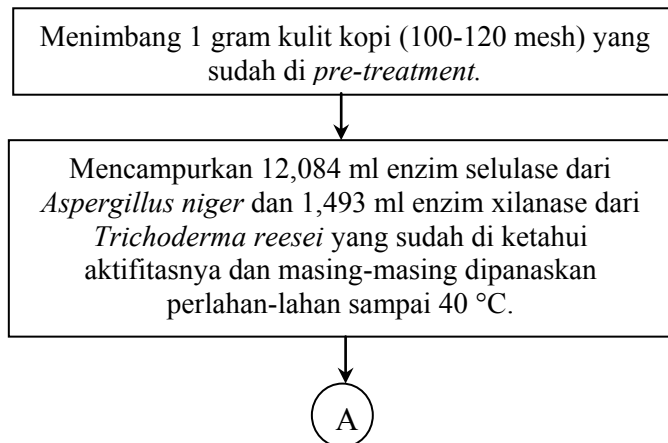 Menimbang 1 gram kulit kopi (100-120 mesh) yang
sudah di pre-treatment.
Mencampurkan 12,084 ml enzim selulase dari
Aspergillus niger dan 1,493 ml enzim xilanase dari
Trichoderma reesei yang sudah di ketahui
aktifitasnya dan masing-masing dipanaskan
perlahan-lahan sampai 40 °C.
A